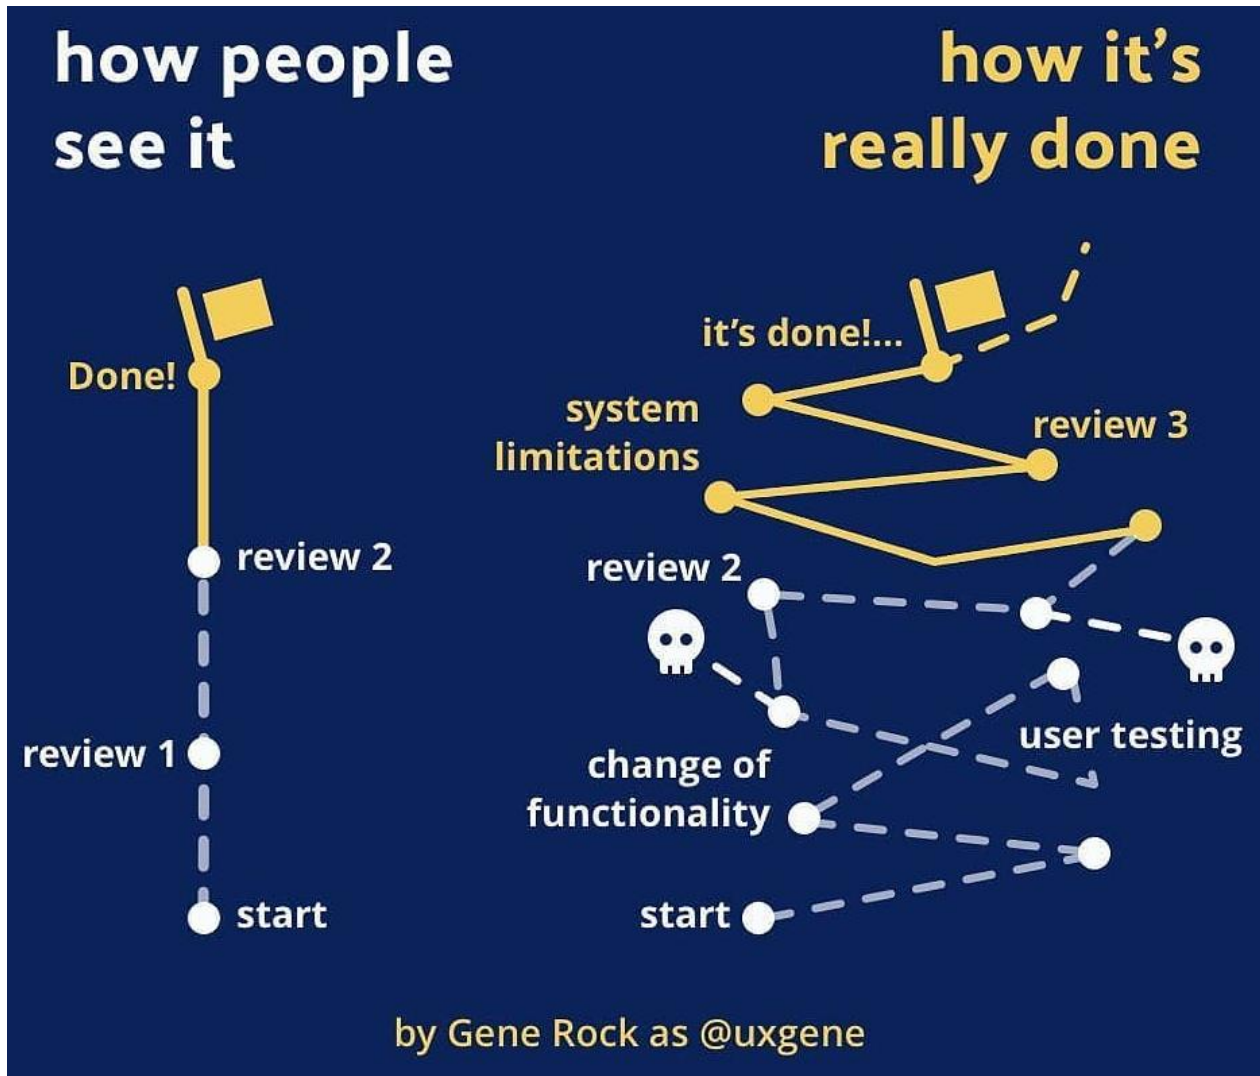 how people
see it
Done!
review 2
review 1
start
how it's
really done
it's done!...
system
limitations
review 3
review 2
user testing
change of
functionality
start
by Gene Rock as @uxgene